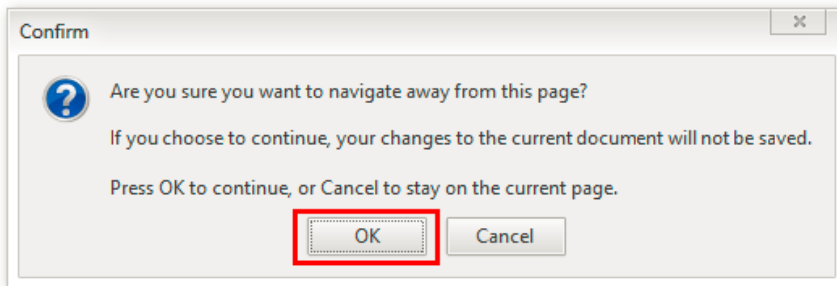 Confirm
Are you sure you want to navigate away from this page?
If you choose to continue, your changes to the current document will not be saved.
Press OK to continue, or Cancel to stay on the current page.
OK Cancel